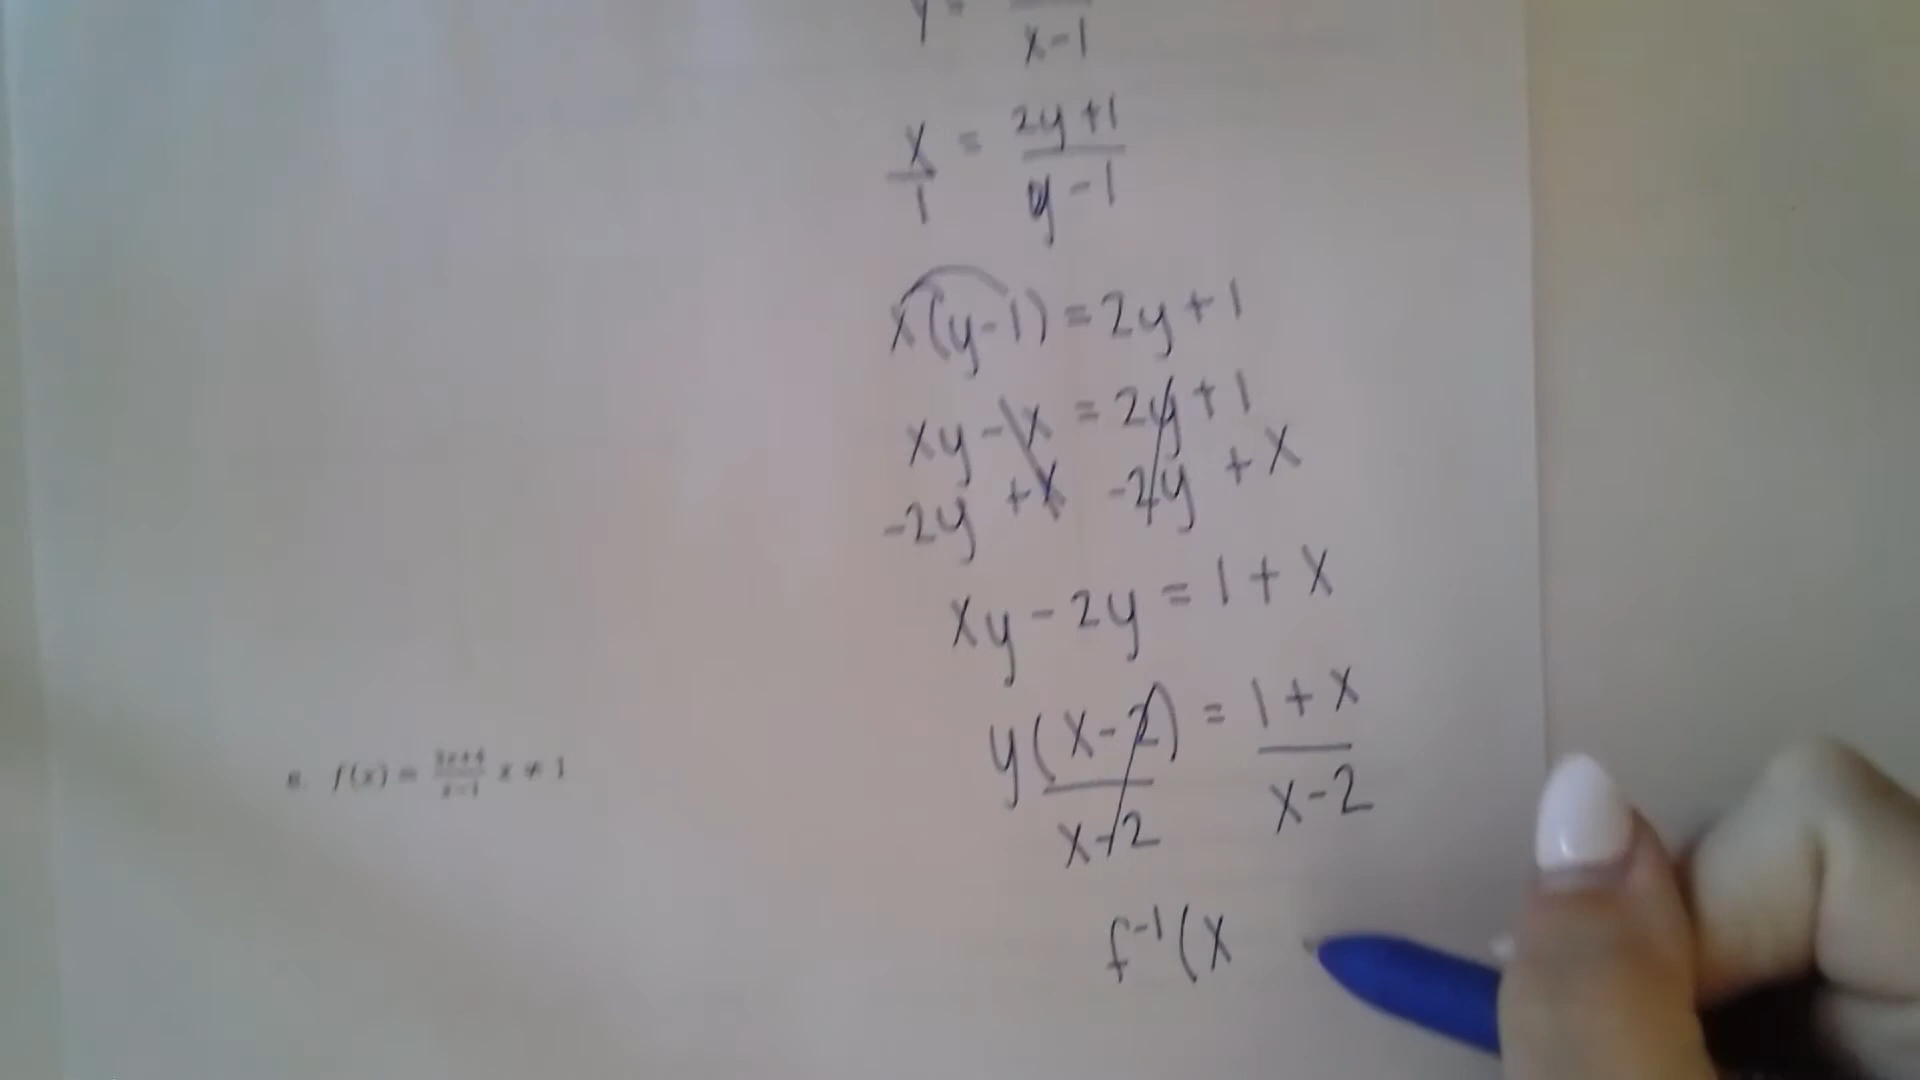 y =
x-1
x/1 = (2y+1)/(y-1)
x(y-1) = 2y+1
xy - x = 2y+1
-2y +x -2y +x
xy - 2y = 1+x
y(x-2)/(x-2) = (1+x)/(x-2)
f(x) = x ≠ 1
f⁻¹(x